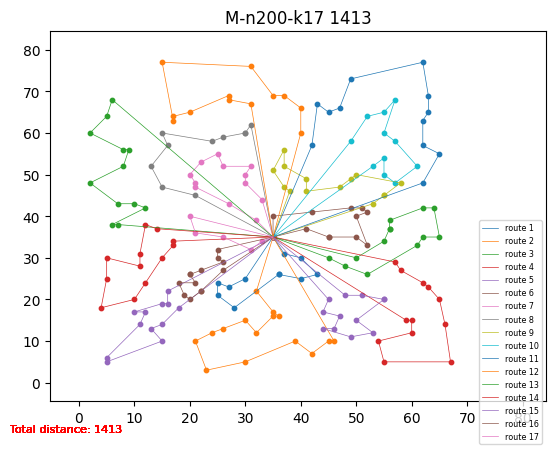 M-n200-k17 1413
80
70
60
50
40
30
20
10
0
0 10 20 30 40 50 60 70 80
route 1
route 2
route 3
route 4
route 5
route 6
route 7
route 8
route 9
route 10
route 11
route 12
route 13
route 14
route 15
route 16
route 17
Total distance: 1413